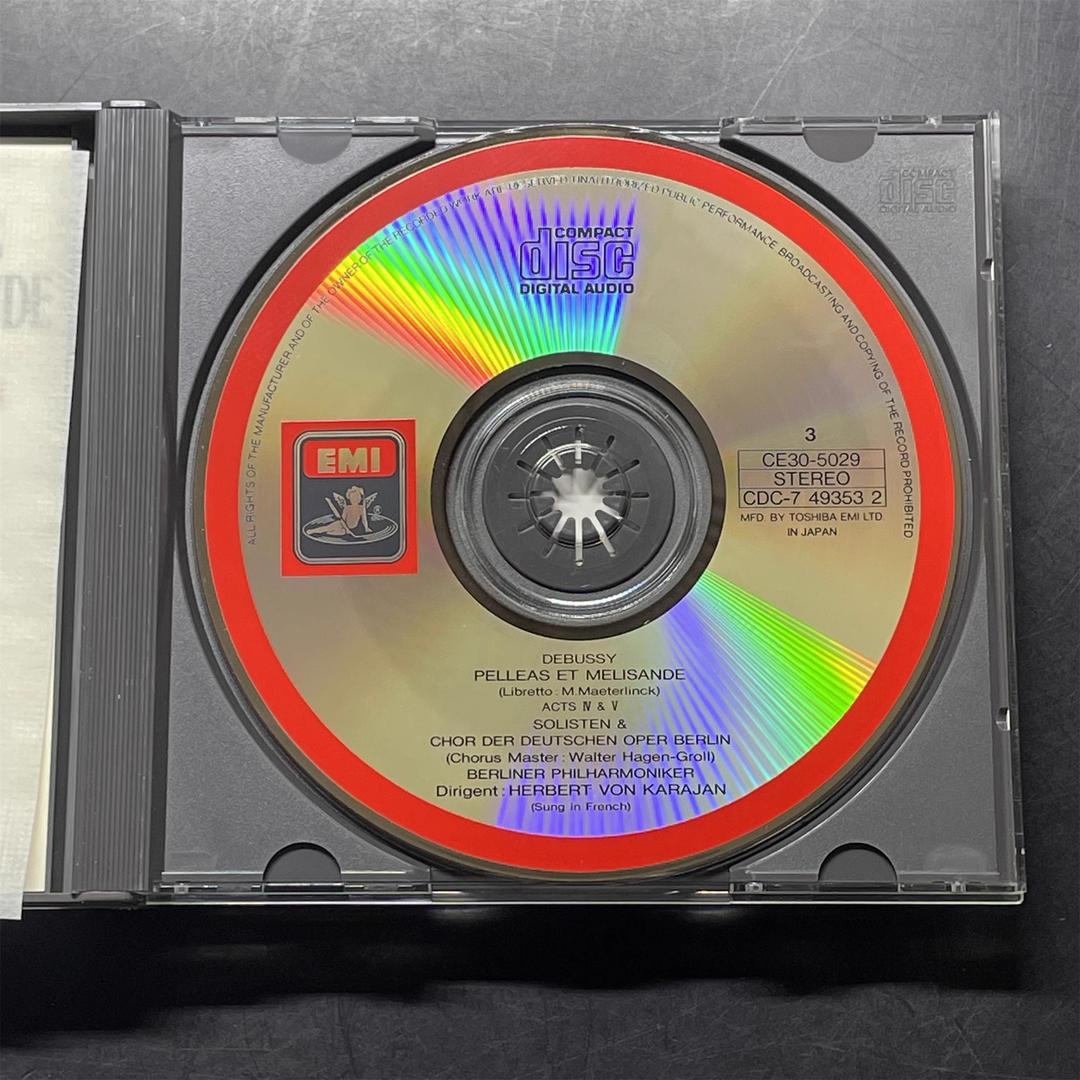 COMPACT
disc
DIGITAL AUDIO
COMPACT
disc
DIGITAL AUDIO
ALL RIGHTS OF THE MANUFACTURER AND OF THE OWNER OF THE RECORDED WORK ARE RESERVED. UNAUTHORIZED PUBLIC PERFORMANCE BROADCASTING AND COPYING OF THE RECORD PROHIBITED
EMI
3
CE30-5029
STEREO
CDC-7 49353 2
MFD. BY TOSHIBA EMI LTD.
IN JAPAN
DEBUSSY
PELLEAS ET MELISANDE
(Libretto : M.Maeterlinck)
ACTS Ⅳ & Ⅴ
SOLISTEN &
CHOR DER DEUTSCHEN OPER BERLIN
(Chorus Master : Walter Hagen-Groll)
BERLINER PHILHARMONIKER
Dirigent : HERBERT VON KARAJAN
(Sung in French)